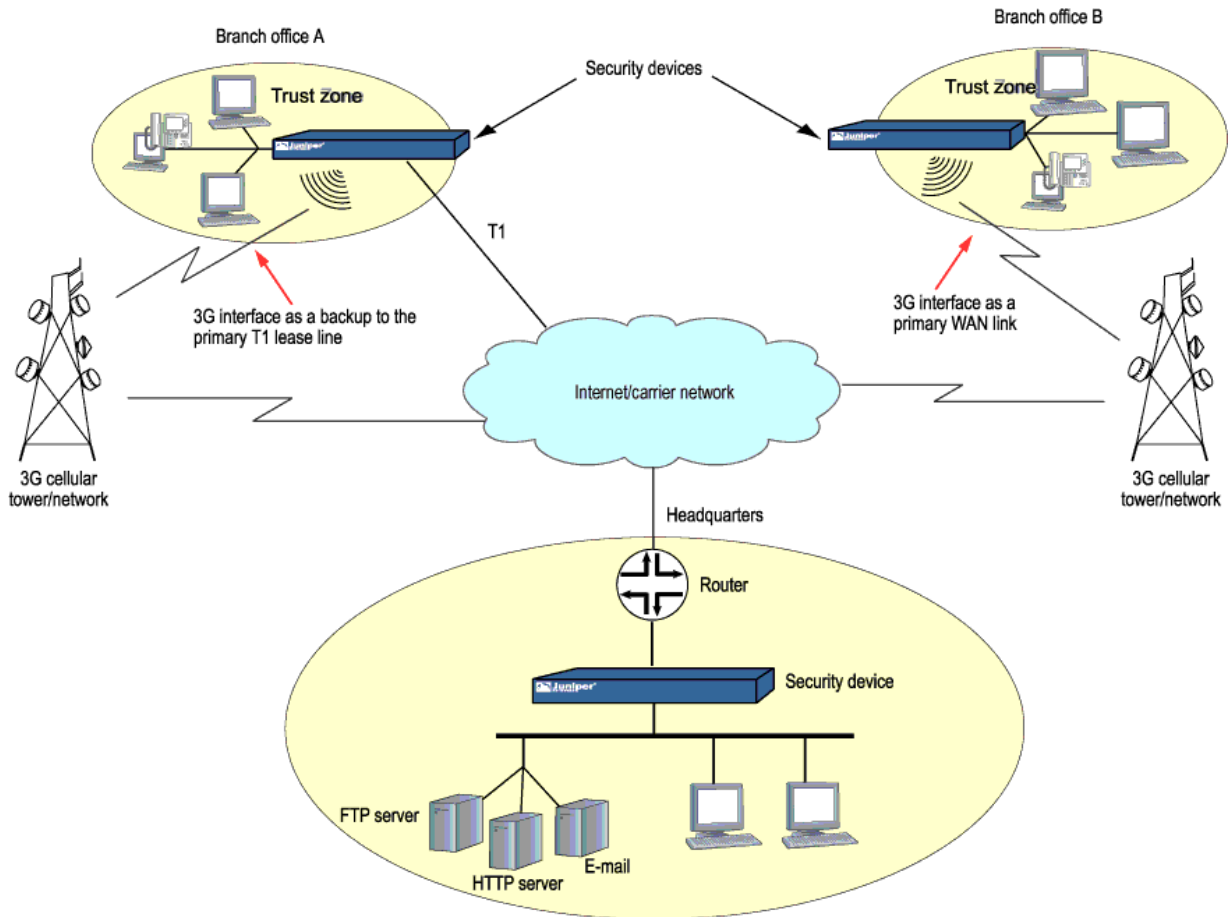 Branch office A
Branch office B
Security devices
Trust zone
Trust zone
Juniper
Juniper
T1
3G interface as a backup to the
primary T1 lease line
3G interface as a
primary WAN link
Internet/carrier network
3G cellular
tower/network
3G cellular
tower/network
Headquarters
Router
Juniper
Security device
FTP server
HTTP server
E-mail